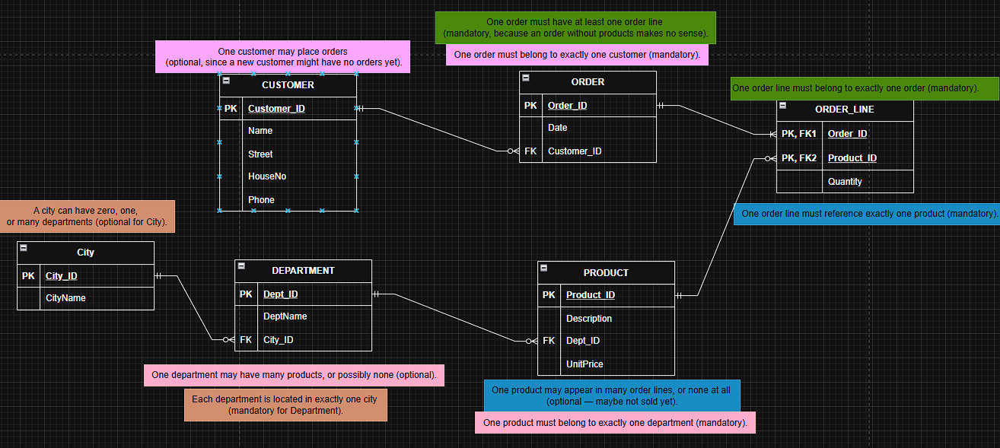 One order must have at least one order line
(mandatory, because an order without products makes no sense).
One customer may place orders
(optional, since a new customer might have no orders yet).
One order must belong to exactly one customer (mandatory).
CUSTOMER
PK Customer_ID
Name
Street
HouseNo
Phone
ORDER
PK Order_ID
Date
FK Customer_ID
One order line must belong to exactly one order (mandatory).
ORDER_LINE
PK, FK1 Order_ID
PK, FK2 Product_ID
Quantity
One order line must reference exactly one product (mandatory).
A city can have zero, one,
or many departments (optional for City).
City
PK City_ID
CityName
DEPARTMENT
PK Dept_ID
DeptName
FK City_ID
PRODUCT
PK Product_ID
Description
FK Dept_ID
UnitPrice
One department may have many products, or possibly none (optional).
Each department is located in exactly one city
(mandatory for Department).
One product may appear in many order lines, or none at all
(optional — maybe not sold yet).
One product must belong to exactly one department (mandatory).